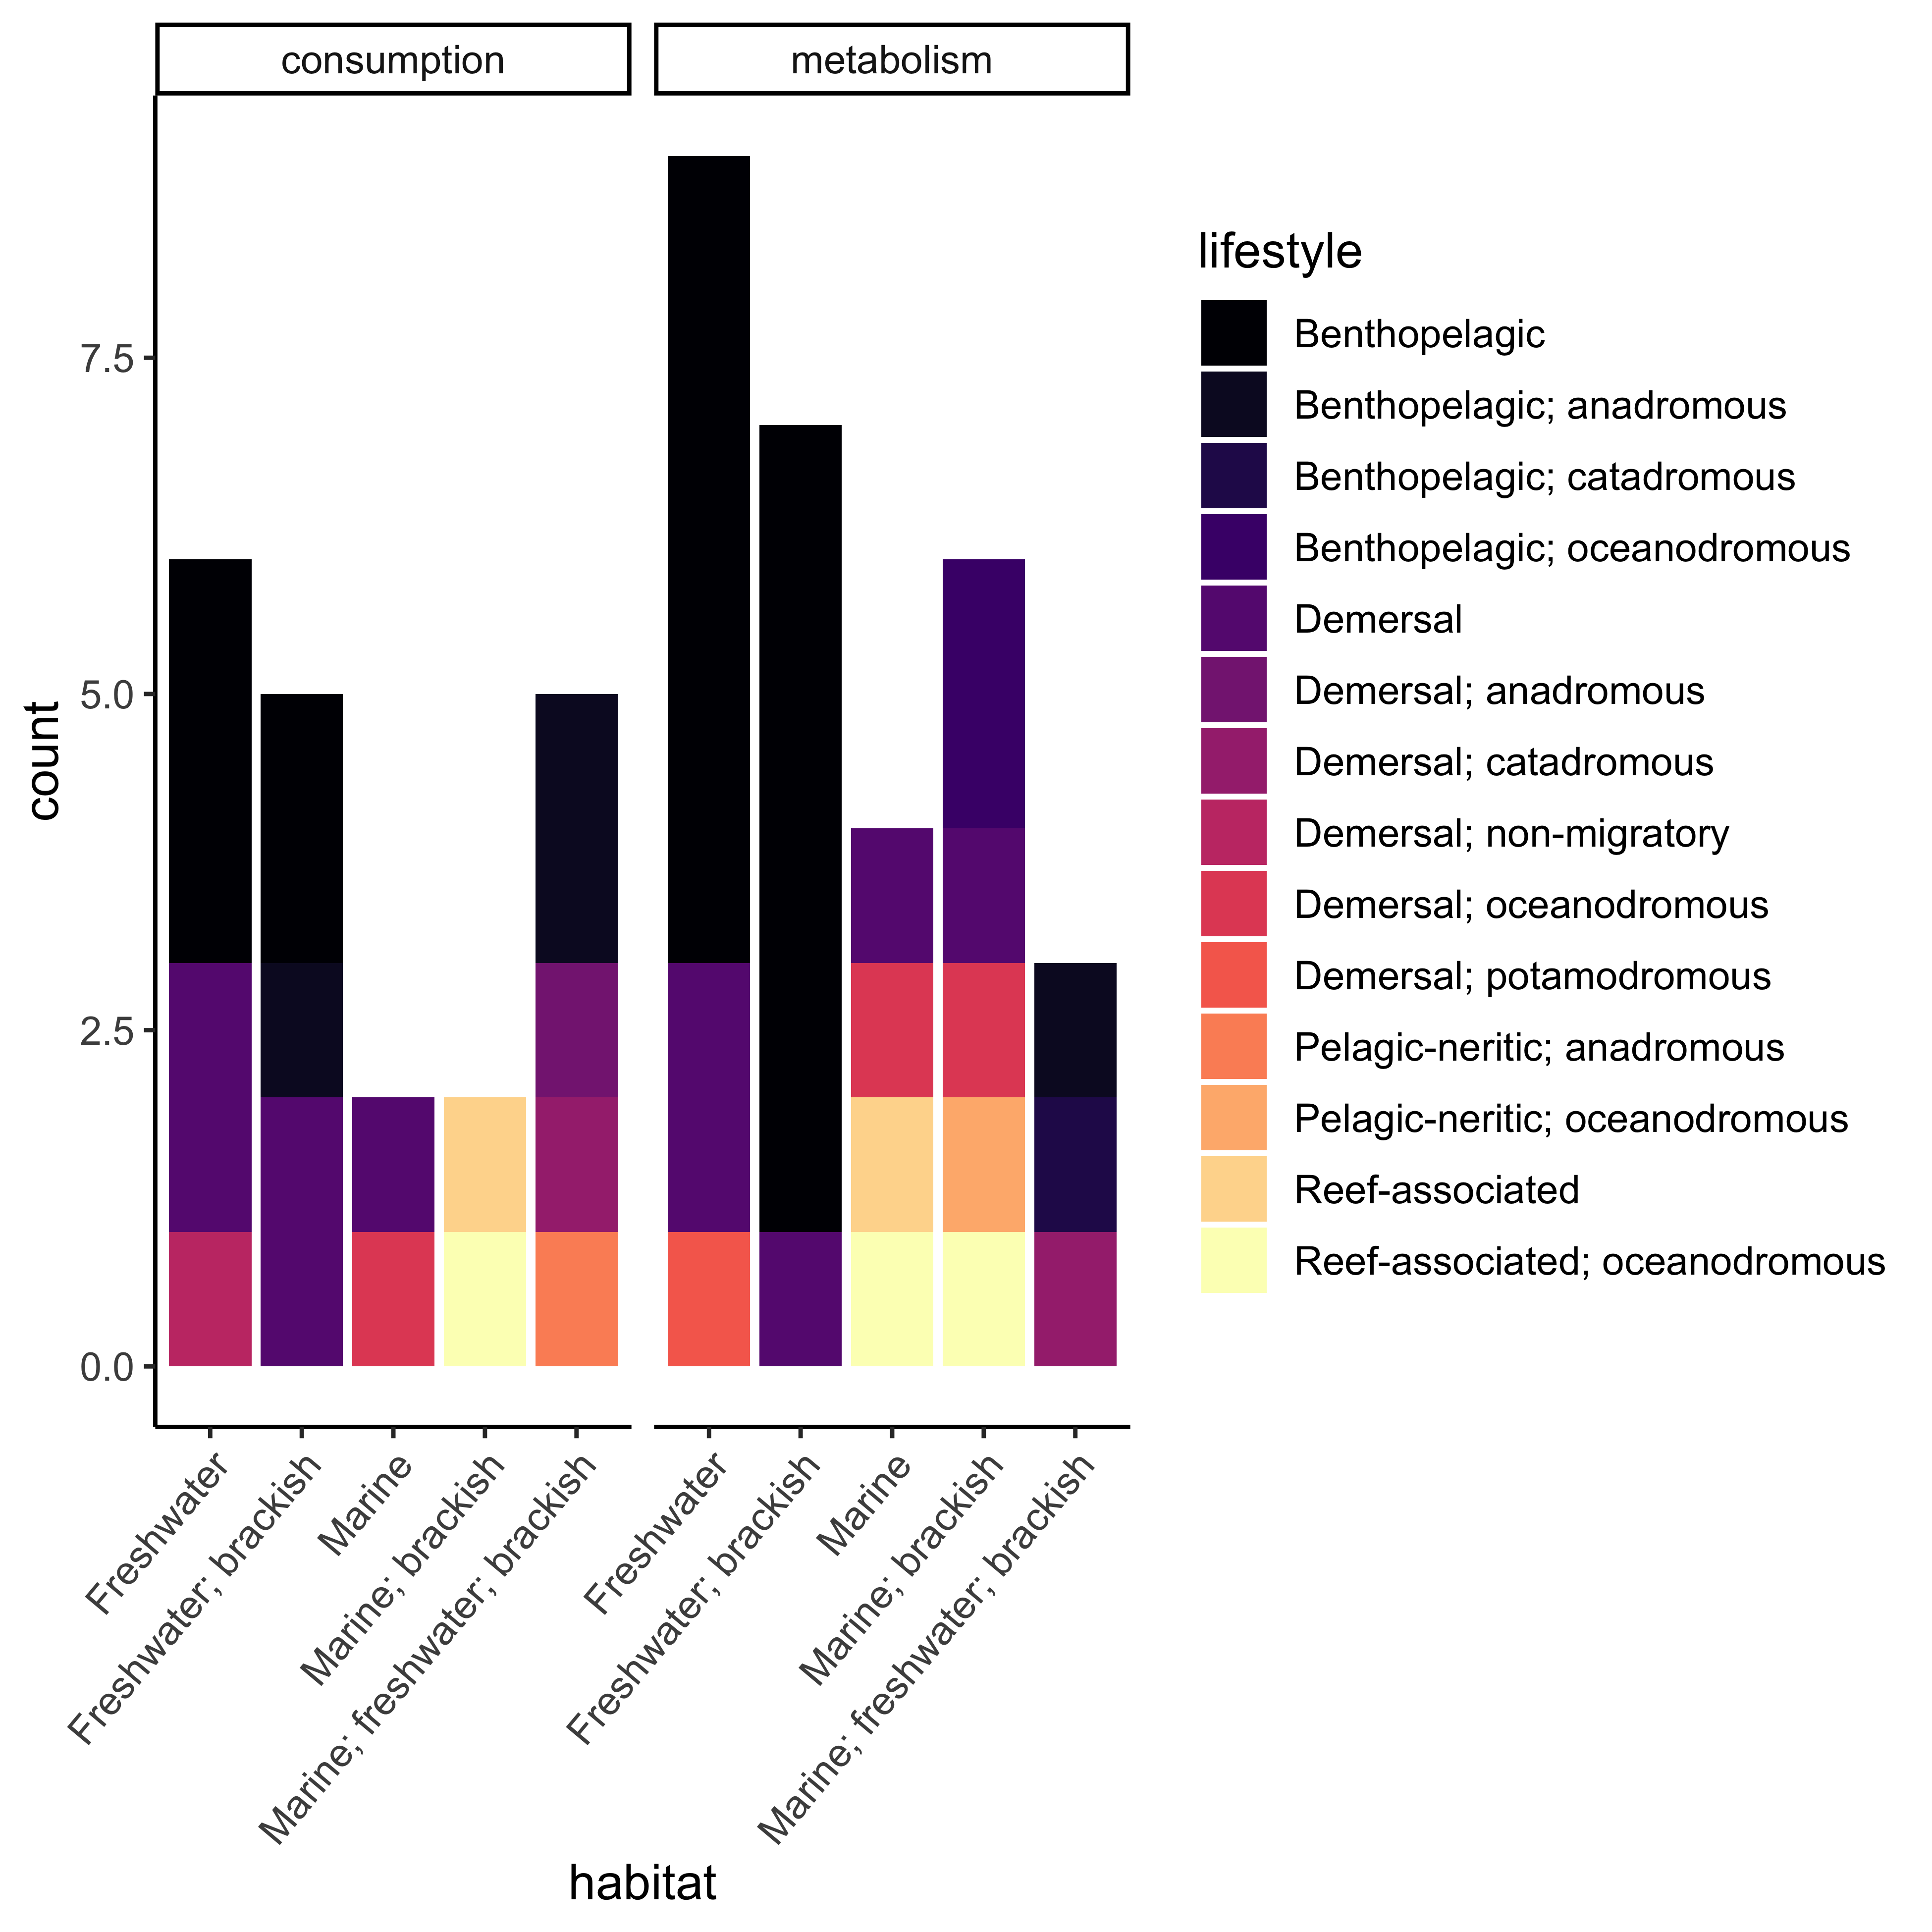 consumption
metabolism
count
7.5
5.0
2.5
0.0
Freshwater
Freshwater; brackish
Marine
Marine; brackish
Marine; freshwater; brackish
Freshwater
Freshwater; brackish
Marine
Marine; brackish
Marine; freshwater; brackish
habitat
lifestyle
Benthopelagic
Benthopelagic; anadromous
Benthopelagic; catadromous
Benthopelagic; oceanodromous
Demersal
Demersal; anadromous
Demersal; catadromous
Demersal; non-migratory
Demersal; oceanodromous
Demersal; potamodromous
Pelagic-neritic; anadromous
Pelagic-neritic; oceanodromous
Reef-associated
Reef-associated; oceanodromous